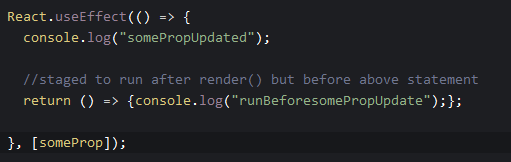 React.useEffect(() => {
console.log("somePropUpdated");
//staged to run after render() but before above statement
return () => {console.log("runBeforesomePropUpdate");};
}, [someProp]);